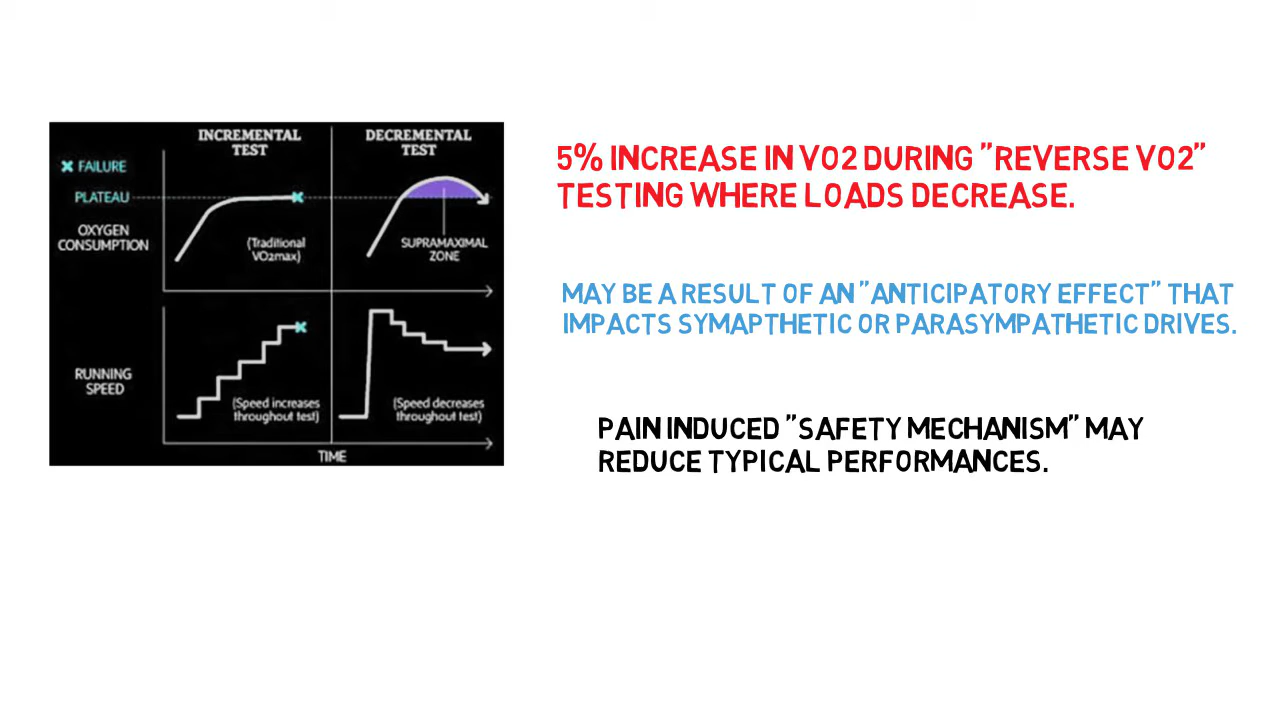 INCREMENTAL
TEST
DECREMENTAL
TEST
× FAILURE
PLATEAU
OXYGEN
CONSUMPTION
(Traditional
VO2max)
SUPRAMAXIMAL
ZONE
RUNNING
SPEED
(Speed increases
throughout test)
(Speed decreases
throughout test)
TIME
5% INCREASE IN VO2 DURING "REVERSE VO2"
TESTING WHERE LOADS DECREASE.
MAY BE A RESULT OF AN "ANTICIPATORY EFFECT" THAT
IMPACTS SYMAPTHETIC OR PARASYMPATHETIC DRIVES.
PAIN INDUCED "SAFETY MECHANISM" MAY
REDUCE TYPICAL PERFORMANCES.